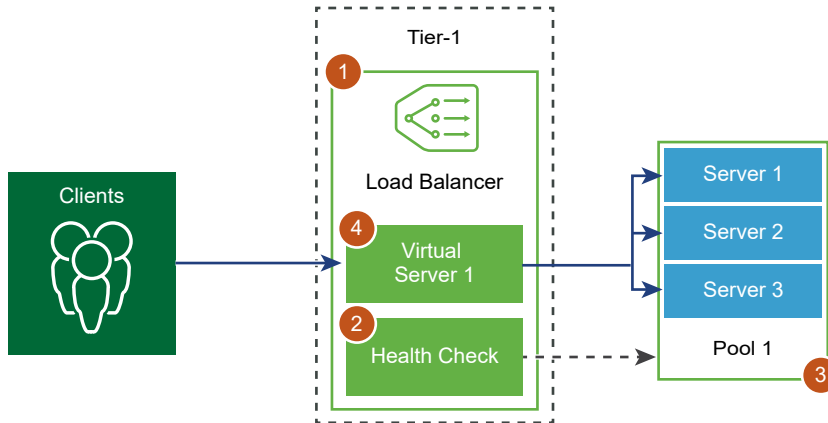 Tier-1
1
Load Balancer
Clients
4
Virtual
Server 1
2
Health Check
Server 1
Server 2
Server 3
Pool 1
3